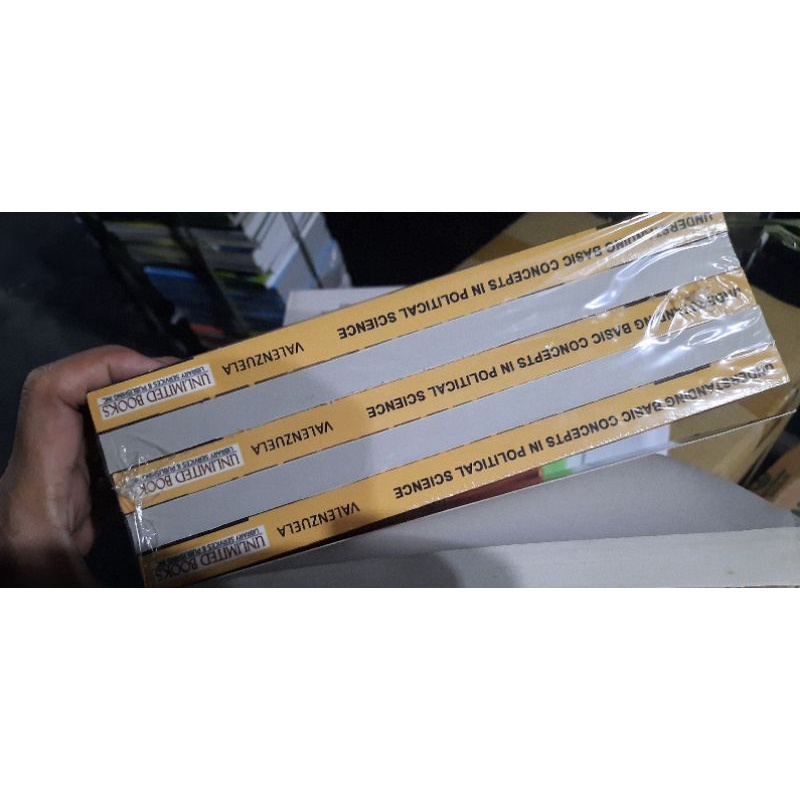 UNDERSTANDING BASIC CONCEPTS IN POLITICAL SCIENCE VALENZUELA UNLIMITED BOOKS
LIBRARY SERVICES & PUBLISHING INC.
UNDERSTANDING BASIC CONCEPTS IN POLITICAL SCIENCE VALENZUELA UNLIMITED BOOKS
LIBRARY SERVICES & PUBLISHING INC.
UNDERSTANDING BASIC CONCEPTS IN POLITICAL SCIENCE VALENZUELA UNLIMITED BOOKS
LIBRARY SERVICES & PUBLISHING INC.